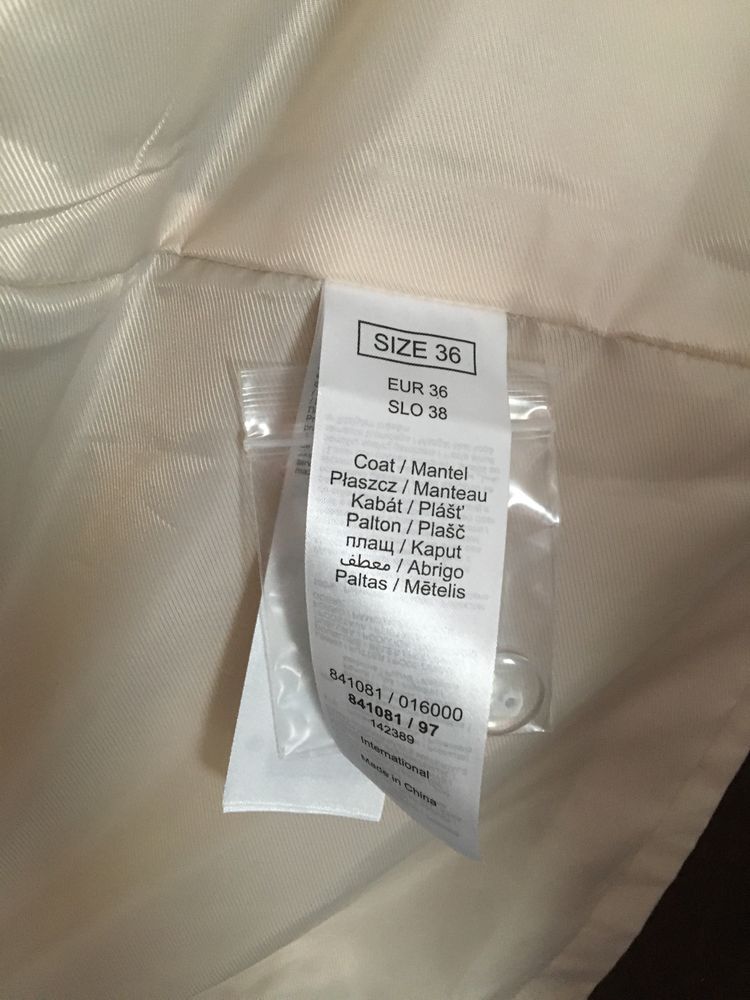 SIZE 36
EUR 36
SLO 38
Coat / Mantel
Płaszcz / Manteau
Kabát / Plášť
Palton / Plašč
плащ / Kaput
معطف / Abrigo
Paltas / Mētelis
841081 / 016000
841081 / 97
142389
International
Made in China